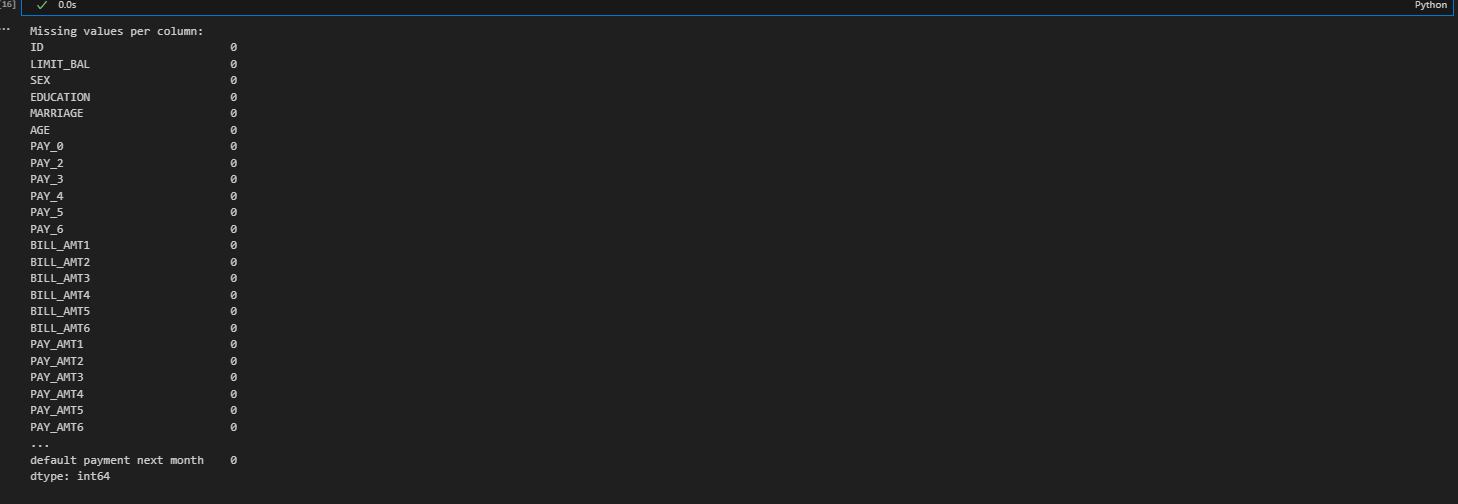 [16] ✓ 0.0s Python
... Missing values per column:
ID 0
LIMIT_BAL 0
SEX 0
EDUCATION 0
MARRIAGE 0
AGE 0
PAY_0 0
PAY_2 0
PAY_3 0
PAY_4 0
PAY_5 0
PAY_6 0
BILL_AMT1 0
BILL_AMT2 0
BILL_AMT3 0
BILL_AMT4 0
BILL_AMT5 0
BILL_AMT6 0
PAY_AMT1 0
PAY_AMT2 0
PAY_AMT3 0
PAY_AMT4 0
PAY_AMT5 0
PAY_AMT6 0
...
default payment next month 0
dtype: int64